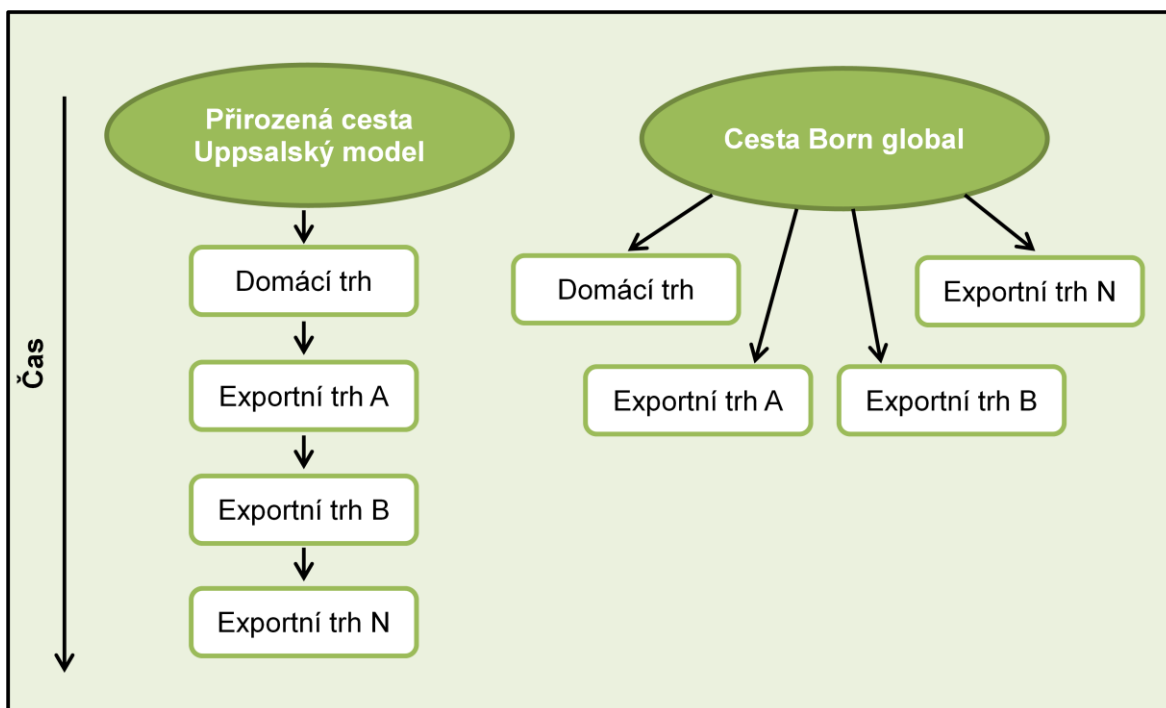 Čas
Přirozená cesta
Uppsalský model
Domácí trh
Exportní trh A
Exportní trh B
Exportní trh N
Cesta Born global
Domácí trh
Exportní trh N
Exportní trh A
Exportní trh B